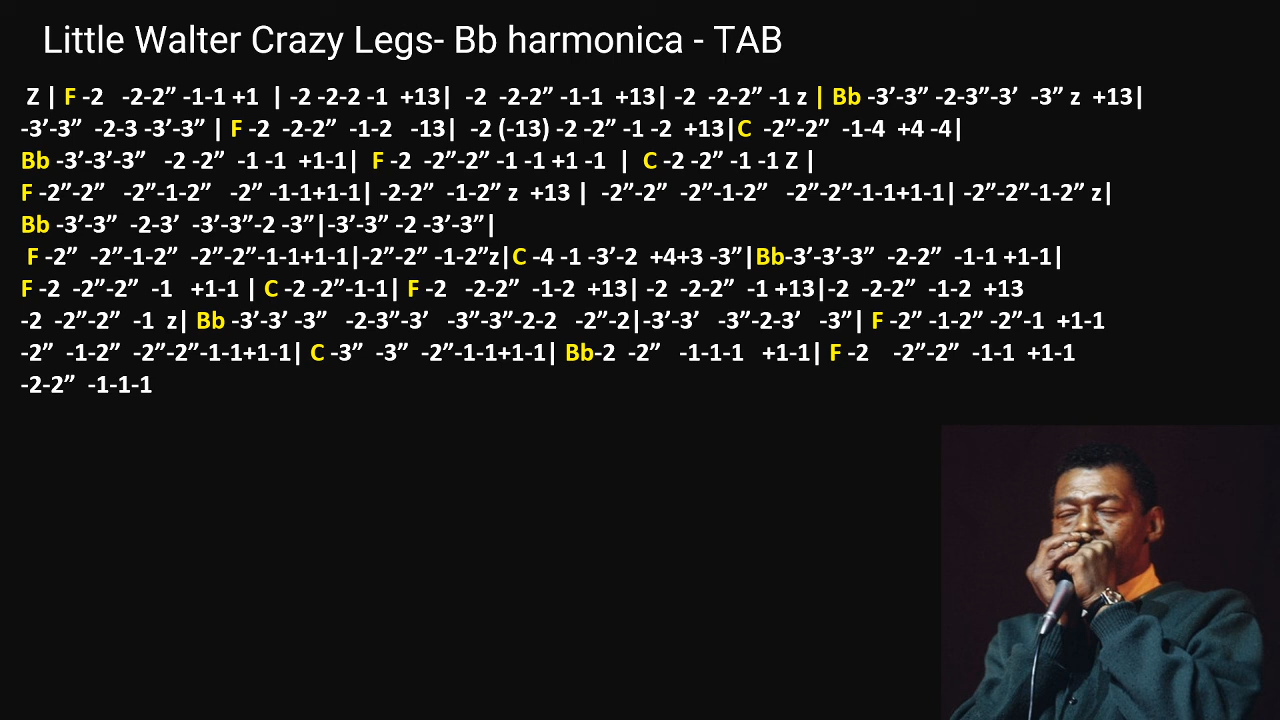 Little Walter Crazy Legs- Bb harmonica - TAB
Z | F -2 -2-2” -1-1 +1 | -2 -2-2 -1 +13| -2 -2-2” -1-1 +13| -2 -2-2” -1 z | Bb -3’-3” -2-3”-3’ -3” z +13|
-3’-3” -2-3 -3’-3” | F -2 -2-2” -1-2 -13| -2 (-13) -2 -2” -1 -2 +13|C -2”-2” -1-4 +4 -4|
Bb -3’-3’-3” -2 -2” -1 -1 +1-1| F -2 -2”-2” -1 -1 +1 -1 | C -2 -2” -1 -1 Z |
F -2”-2” -2”-1-2” -2” -1-1+1-1| -2-2” -1-2” z +13 | -2”-2” -2”-1-2” -2”-2”-1-1+1-1| -2”-2”-1-2” z|
Bb -3’-3” -2-3’ -3’-3”-2 -3”|-3’-3” -2 -3’-3”|
F -2” -2”-1-2” -2”-2”-1-1+1-1|-2”-2” -1-2”z|C -4 -1 -3’-2 +4+3 -3”|Bb-3’-3’-3” -2-2” -1-1 +1-1|
F -2 -2”-2” -1 +1-1 | C -2 -2”-1-1| F -2 -2-2” -1-2 +13| -2 -2-2” -1 +13|-2 -2-2” -1-2 +13
-2 -2”-2” -1 z| Bb -3’-3’ -3” -2-3”-3’ -3”-3”-2-2 -2”-2|-3’-3’ -3”-2-3’ -3”| F -2” -1-2” -2”-1 +1-1
-2” -1-2” -2”-2”-1-1+1-1| C -3” -3” -2”-1-1+1-1| Bb-2 -2” -1-1-1 +1-1| F -2 -2”-2” -1-1 +1-1
-2-2” -1-1-1